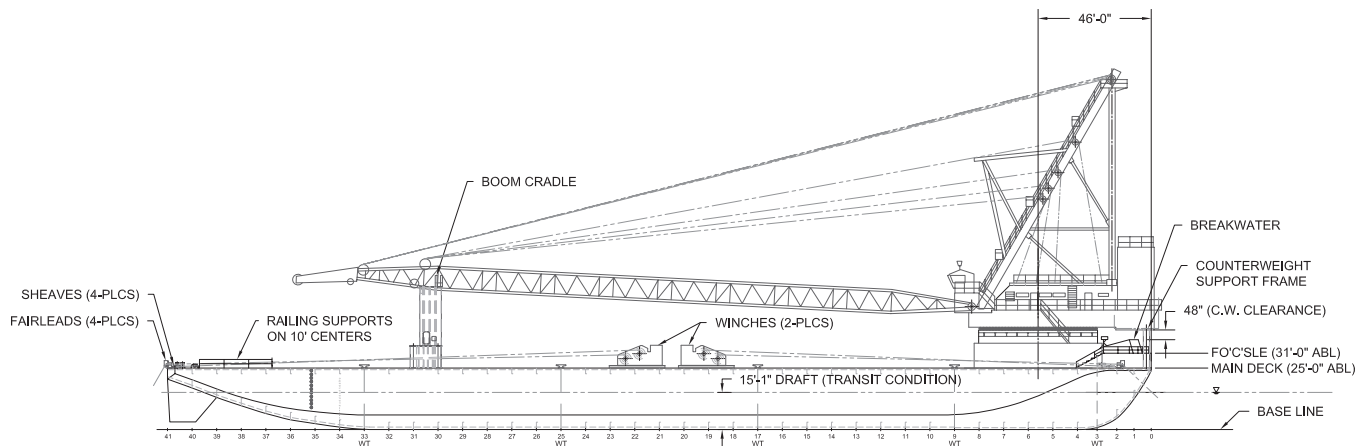 46'-0"
BOOM CRADLE
BREAKWATER
COUNTERWEIGHT
SUPPORT FRAME
SHEAVES (4-PLCS)
48" (C.W. CLEARANCE)
FAIRLEADS (4-PLCS)
RAILING SUPPORTS
ON 10' CENTERS
WINCHES (2-PLCS)
FO'C'SLE (31'-0" ABL)
MAIN DECK (25'-0" ABL)
15'-1" DRAFT (TRANSIT CONDITION)
BASE LINE
41 40 39 38 37 36 35 34 33 32 31 30 29 28 27 26 25 24 23 22 21 20 19 18 17 16 15 14 13 12 11 10 9 8 7 6 5 4 3 2 1 0
WT WT WT WT WT